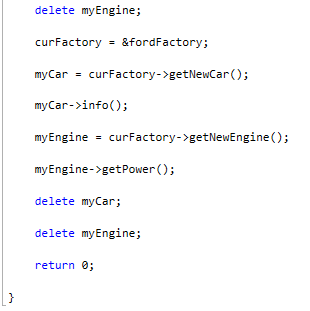 delete myEngine;
curFactory = &fordFactory;
myCar = curFactory->getNewCar();
myCar->info();
myEngine = curFactory->getNewEngine();
myEngine->getPower();
delete myCar;
delete myEngine;
return 0;
}